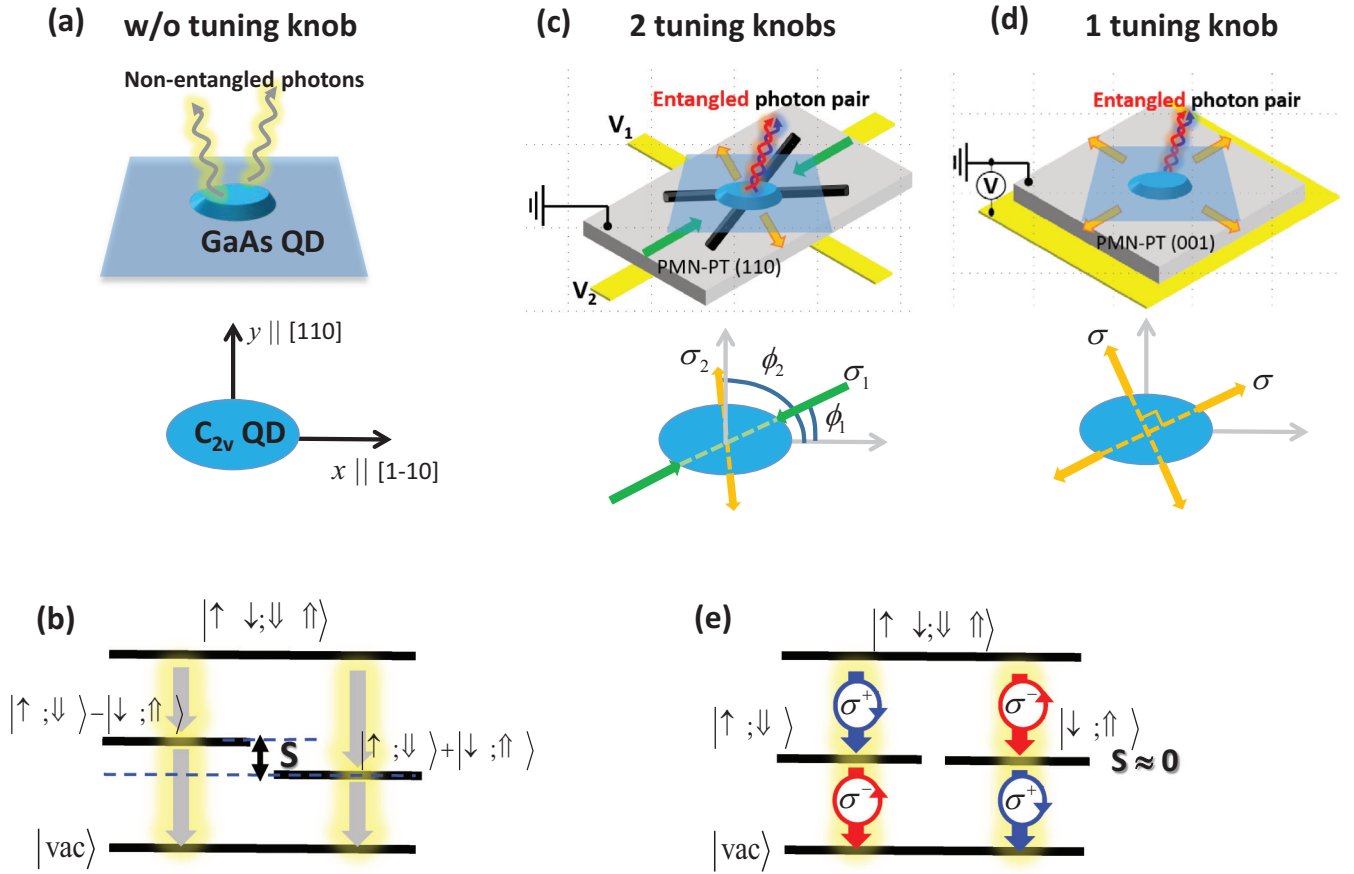 (a) w/o tuning knob
Non-entangled photons
GaAs QD
y || [110]
C2v QD
x || [1-10]
(c) 2 tuning knobs
Entangled photon pair
V1
PMN-PT (110)
V2
σ2
ϕ2
σ1
ϕ1
(d) 1 tuning knob
Entangled photon pair
V
PMN-PT (001)
σ
σ
(b)
|↑ ↓;⇓ ⇑⟩
|↑ ;⇓ ⟩−|↓ ;⇑ ⟩
S
|↑ ;⇓ ⟩+|↓ ;⇑ ⟩
|vac⟩
(e)
|↑ ↓;⇓ ⇑⟩
σ+
σ−
|↑ ;⇓ ⟩
|↓ ;⇑ ⟩
S ≈ 0
σ−
σ+
|vac⟩